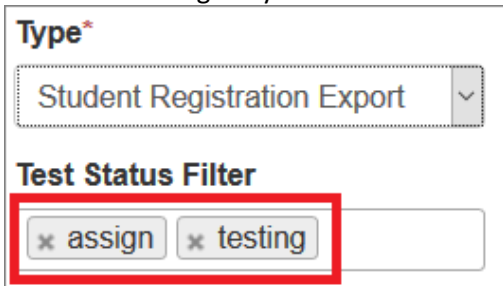 Type*
Student Registration Export
Test Status Filter
× assign × testing